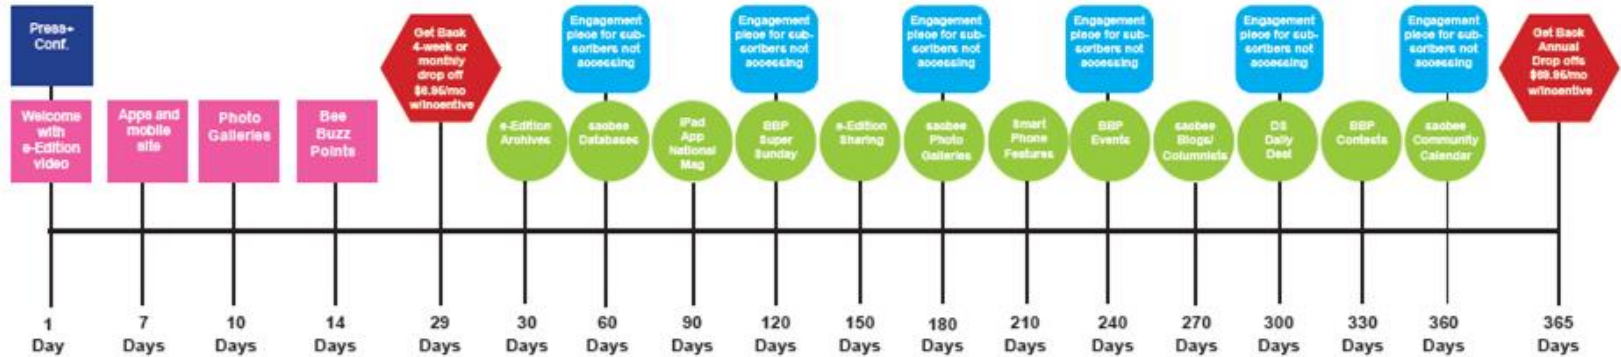 Press+
Conf.
Welcome
with
e-Edition
video
Apps and
mobile
site
Photo
Galleries
Bee
Buzz
Points
Get Back
4-week or
monthly
drop off
$6.95/mo
w/incentive
e-Edition
Archives
Engagement
piece for sub-
scribers not
accessing
sacbee
Databases
iPad
App
National
Mag
Engagement
piece for sub-
scribers not
accessing
BBP
Super
Sunday
e-Edition
Sharing
Engagement
piece for sub-
scribers not
accessing
sacbee
Photo
Galleries
Smart
Phone
Features
Engagement
piece for sub-
scribers not
accessing
BBP
Events
sacbee
Blogs/
Columnists
Engagement
piece for sub-
scribers not
accessing
DS
Daily
Deal
BBP
Contests
Engagement
piece for sub-
scribers not
accessing
sacbee
Community
Calendar
Get Back
Annual
Drop offs
$69.95/mo
w/incentive
1
Day
7
Days
10
Days
14
Days
29
Days
30
Days
60
Days
90
Days
120
Days
150
Days
180
Days
210
Days
240
Days
270
Days
300
Days
330
Days
360
Days
365
Days